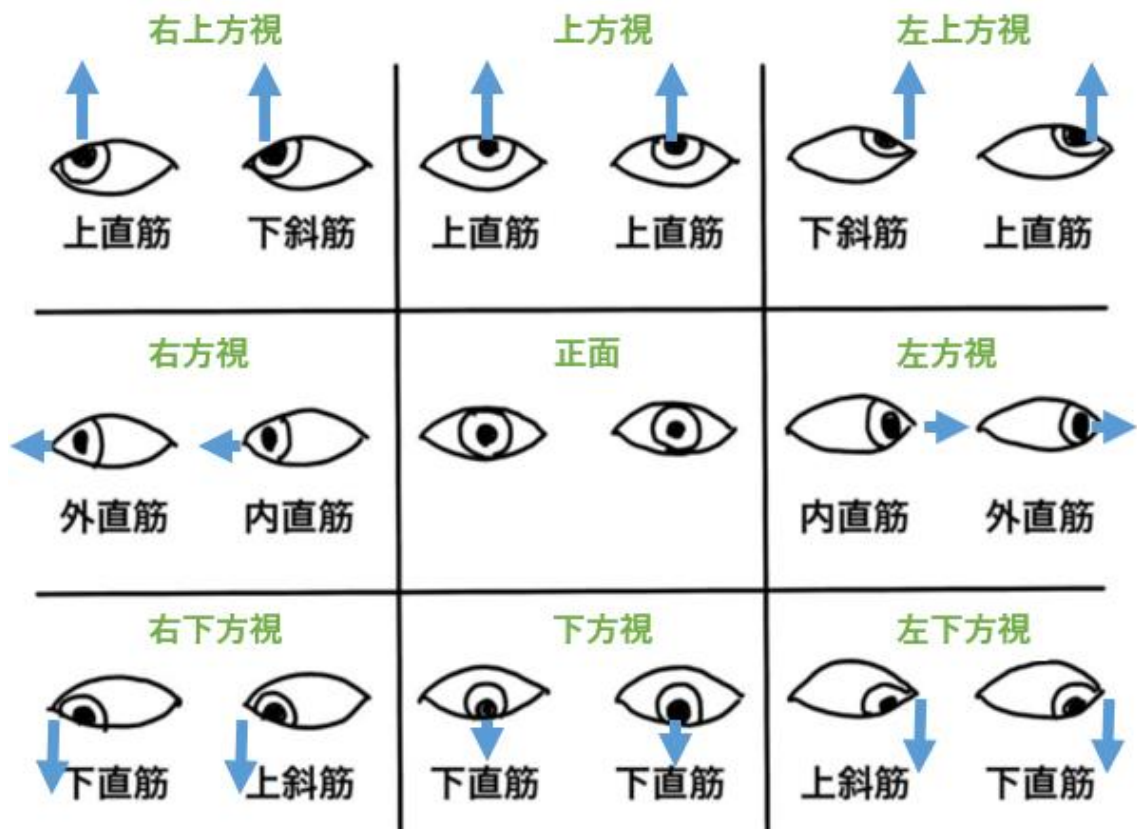 右上方視
上方視
左上方視
上直筋 下斜筋
上直筋 上直筋
下斜筋 上直筋
右方視
正面
左方視
外直筋 内直筋
内直筋 外直筋
右下方視
下方視
左下方視
下直筋 上斜筋
下直筋 下直筋
上斜筋 下直筋